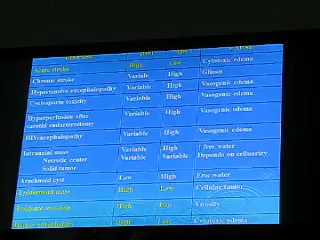 Acute stroke High Low Cytotoxic edema
Chronic stroke Variable High Gliosis
Hypertensive encephalopathy Variable High Vasogenic edema
Cyclosporin toxicity Variable High Vasogenic edema
Hyperperfusion after Variable High Vasogenic edema
carotid endarterectomy
HIV encephalopathy Variable High Vasogenic edema
Intraaxial mass
Necrotic center Variable High free water
Solid tumor Variable Variable Depends on cellularity
Arachnoid cyst Low High Free water
Epidermoid mass High Low Cellular tumor
High Low Viscosity
High Low Cytotoxic edema